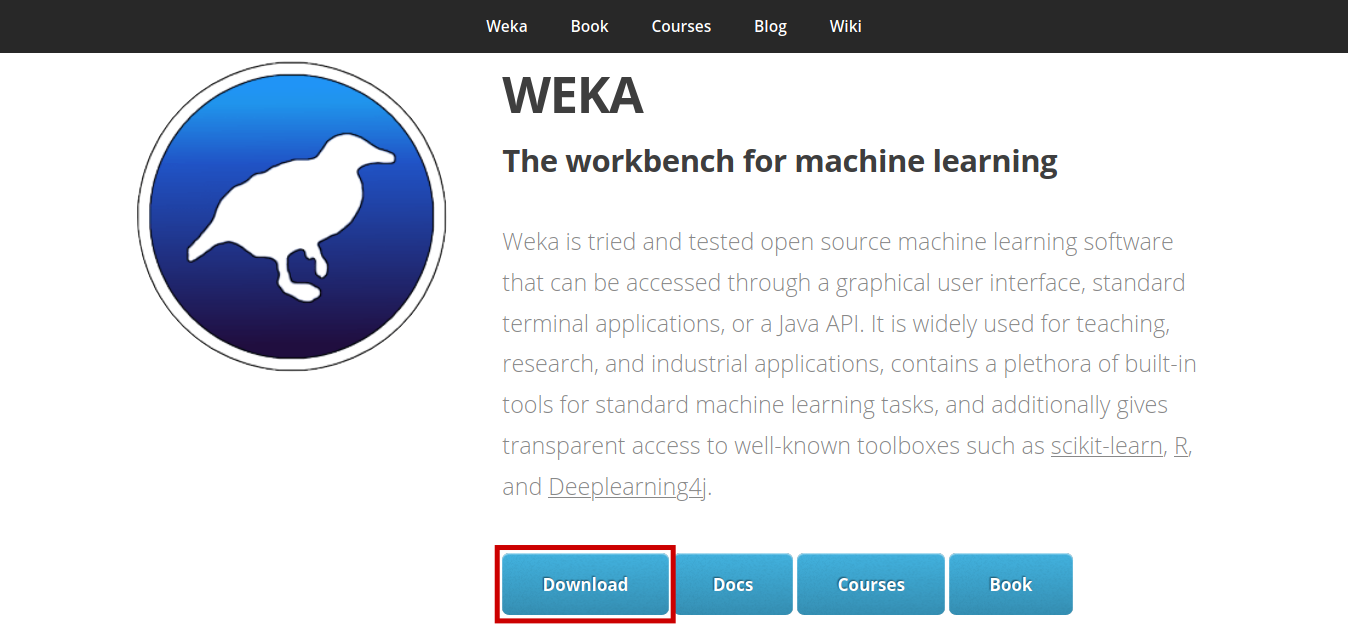 Weka Book Courses Blog Wiki
WEKA
The workbench for machine learning
Weka is tried and tested open source machine learning software
that can be accessed through a graphical user interface, standard
terminal applications, or a Java API. It is widely used for teaching,
research, and industrial applications, contains a plethora of built-in
tools for standard machine learning tasks, and additionally gives
transparent access to well-known toolboxes such as scikit-learn, R,
and Deeplearning4j.
Download Docs Courses Book